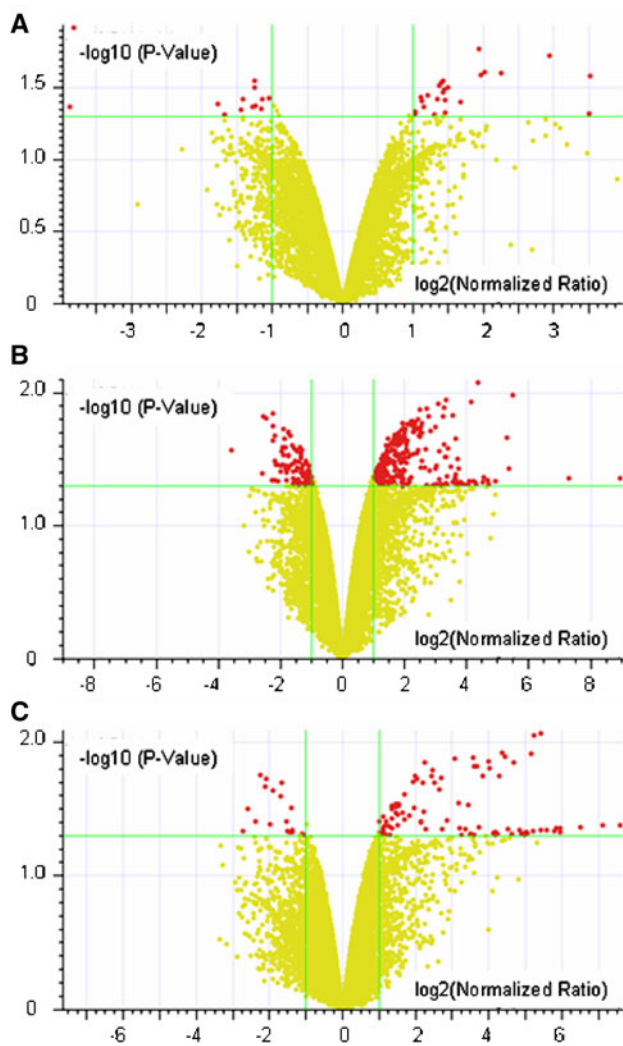 A
-log10 (P-Value)
1.5
1.0
0.5
0
log2(Normalized Ratio)
-3 -2 -1 0 1 2 3
B
2.0
-log10 (P-Value)
1.0
log2(Normalized Ratio)
0
-8 -6 -4 -2 0 2 4 6 8
C
2.0
-log10 (P-Value)
1.0
log2(Normalized Ratio)
0
-6 -4 -2 0 2 4 6